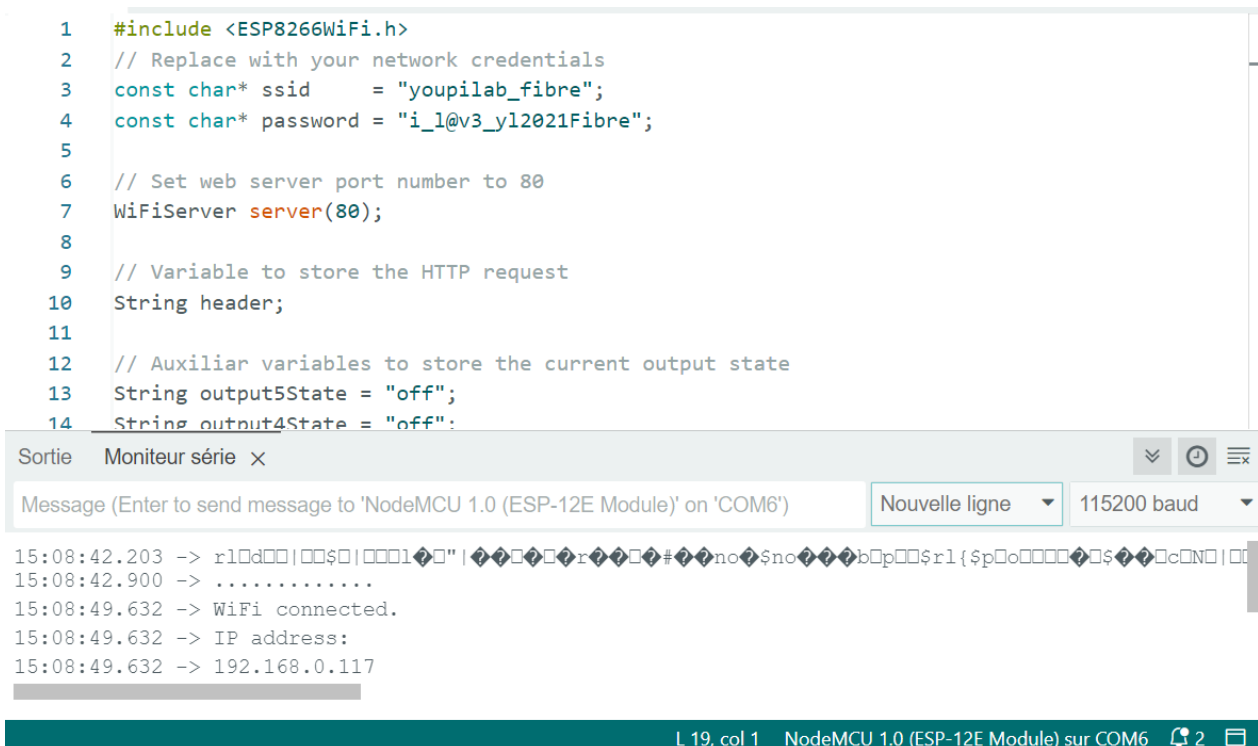 1 #include <ESP8266WiFi.h>
2 // Replace with your network credentials
3 const char* ssid     = "youpilab_fibre";
4 const char* password = "i_l@v3_yl2021Fibre";
5
6 // Set web server port number to 80
7 WiFiServer server(80);
8
9 // Variable to store the HTTP request
10 String header;
11
12 // Auxiliar variables to store the current output state
13 String output5State = "off";
14 String output4State = "off";
Sortie Moniteur série ×
Message (Enter to send message to 'NodeMCU 1.0 (ESP-12E Module)' on 'COM6') Nouvelle ligne 115200 baud
15:08:42.203 -> rl□d□□|□□$□|□□□l�□"|��□�□�r��□�#��no�$no���b□p□□$rl{$p□o□□□□�□$��□c□N□|□
15:08:42.900 -> .............
15:08:49.632 -> WiFi connected.
15:08:49.632 -> IP address:
15:08:49.632 -> 192.168.0.117
L 19, col 1 NodeMCU 1.0 (ESP-12E Module) sur COM6 2